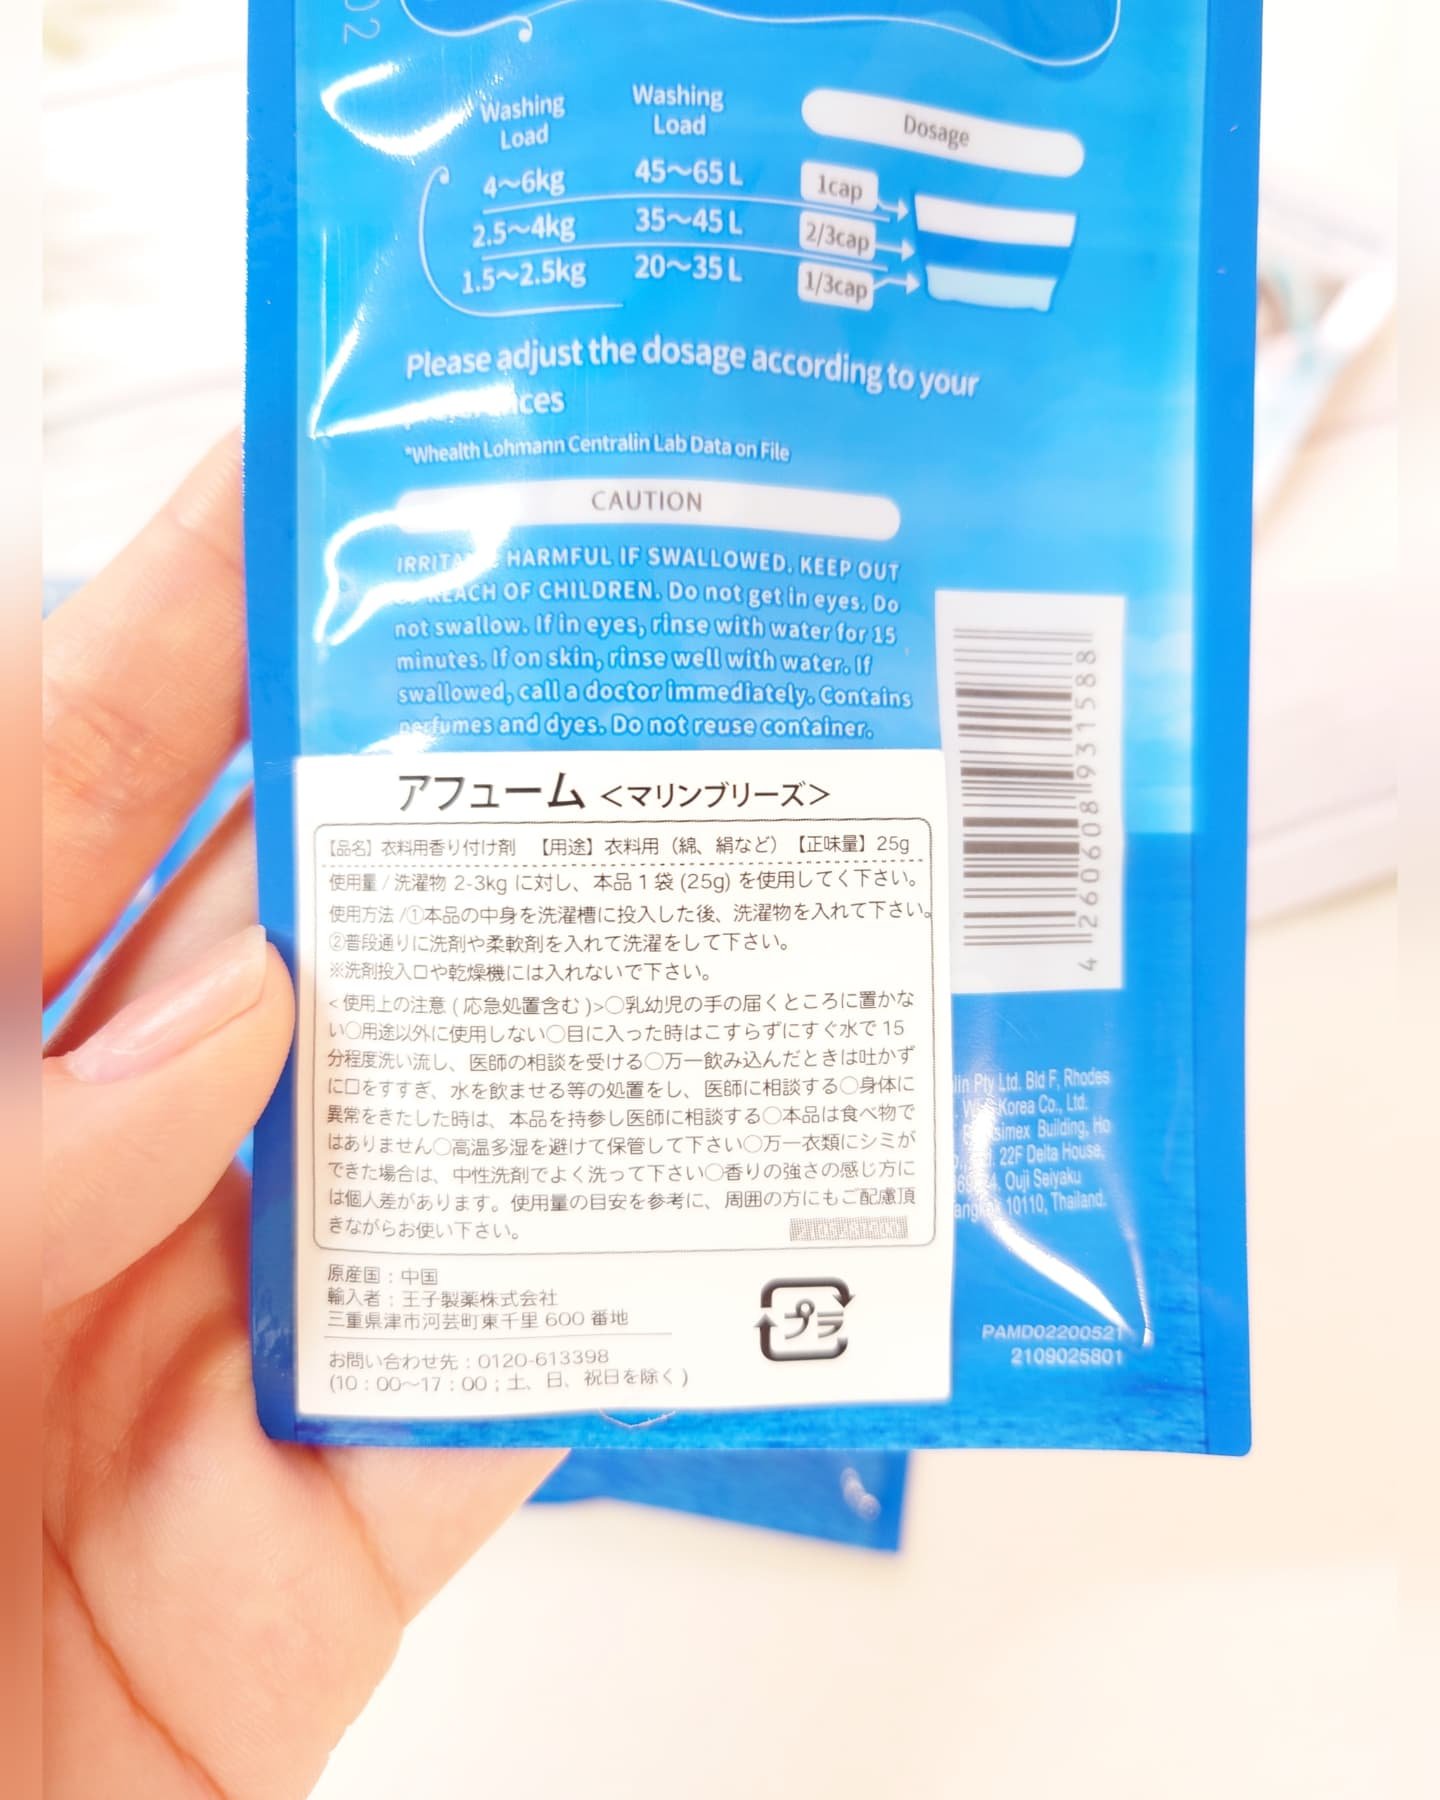 02
Washing
Load
Washing
Load
Dosage
4～6kg
45～65 L
1cap
2.5～4kg
35～45 L
2/3cap
1.5～2.5kg
20～35 L
1/3cap
Please adjust the dosage according to your
*Whealth Lohmann Centralin Lab Data on File
CAUTION
HARMFUL IF SWALLOWED. KEEP OUT
REACH OF CHILDREN. Do not get in eyes. Do
not swallow. If in eyes, rinse with water for 15
minutes. If on skin, rinse well with water. If
swallowed, call a doctor immediately. Contains
perfumes and dyes. Do not reuse container.
4 260608 931588
アフューム ＜マリンブリーズ＞
【品名】衣料用香り付け剤 【用途】衣料用（綿、絹など）【正味量】25g
使用量 / 洗濯物 2-3kg に対し、本品 1 袋 (25g) を使用してく下さい。
使用方法 /①本品の中身を洗濯槽に投入した後、洗濯物を入れて下さい。
②普段通りに洗剤や柔軟剤を入れて洗濯をして下さい。
※洗剤投入口や乾燥機には入れないで下さい。
< 使用上の注意 ( 応急処置含む )>○乳幼児の手の届くところに置かな
い○用途以外に使用しない○目に入った時はこすらずにすぐ水で 15
分程度洗い流し、医師の相談を受ける○万一飲み込んだときは吐かず
に口をすすぎ、水を飲ませる等の処置をし、医師に相談する○身体に
異常をきたした時は、本品を持参し医師に相談する○本品は食べ物で
はありません○高温多湿を避けて保管して下さい○万一衣類にシミが
できた場合は、中性洗剤でよく洗って下さい○香りの強さの感じ方に
は個人差があります。使用量の目安を参考に、周囲の方にもご配慮頂
きながらお使い下さい。
原産国：中国
輸入者：王子製薬株式会社
三重県津市河芸町東千里 600 番地
お問い合わせ先：0120-613398
(10：00～17：00；土、日、祝日を除く)
プラ
Pty Ltd. Bld F, Rhodes
Korea Co., Ltd.
Building, Ho
22F Delta House,
Ouji Seiyaku
10110, Thailand.
PAMD02200521
2109025801